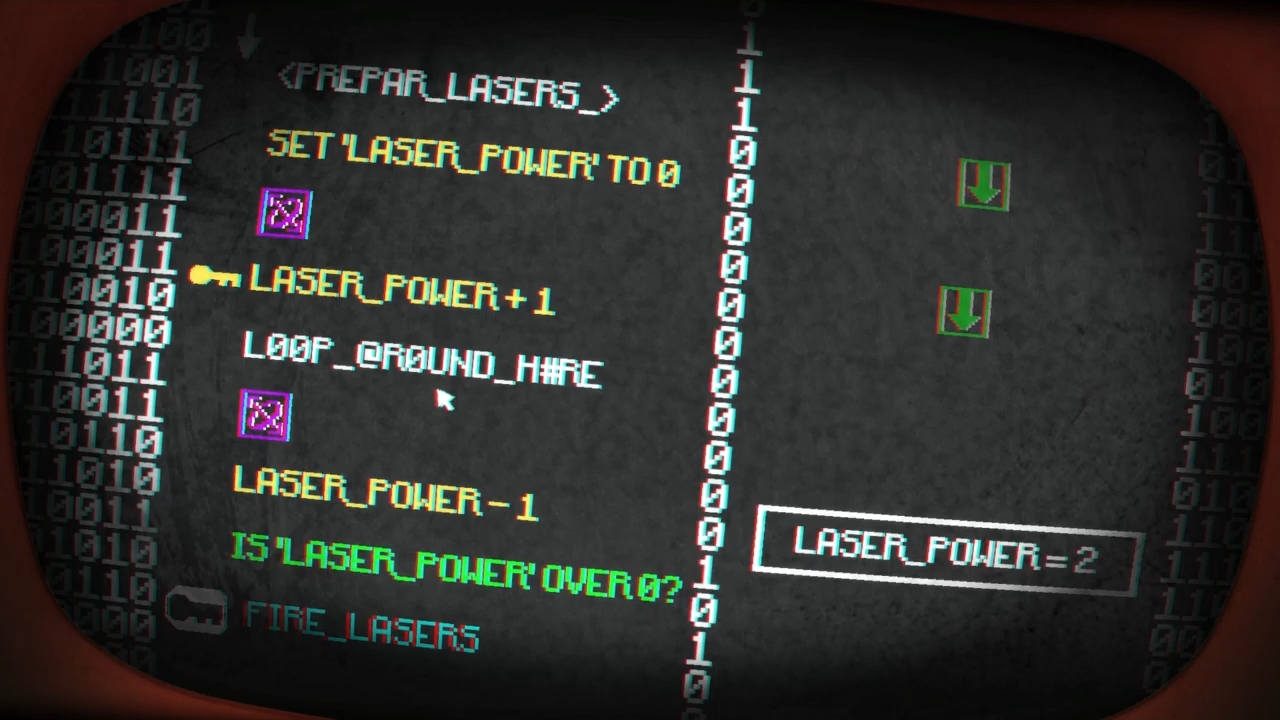 <PREPAR_LASERS_>
SET 'LASER_POWER' TO 0
LASER_POWER + 1
L00P_@R0UND_H#RE
LASER_POWER - 1
IS 'LASER_POWER' OVER 0?
FIRE_LASERS
LASER_POWER = 2